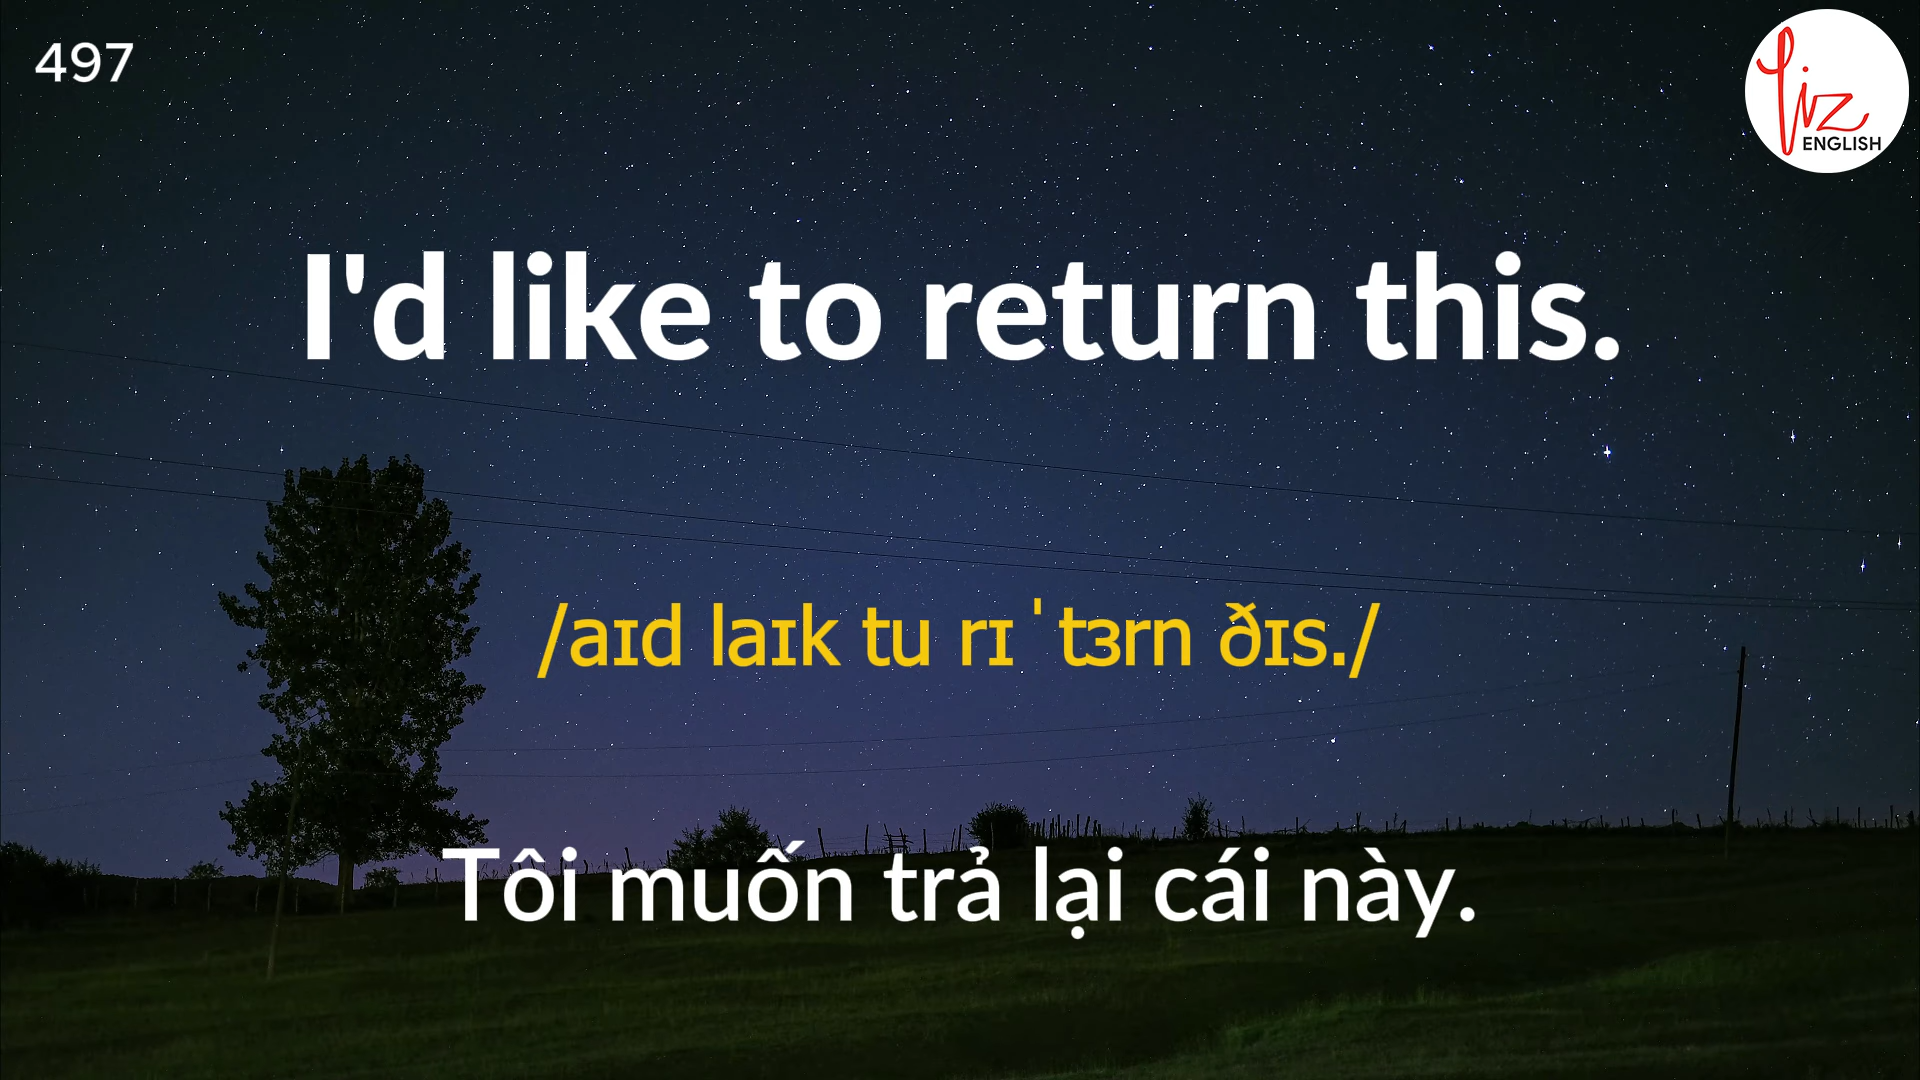 497
Liz
ENGLISH
I'd like to return this.
/aɪd laɪk tu rɪˈtɜrn ðɪs./
Tôi muốn trả lại cái này.